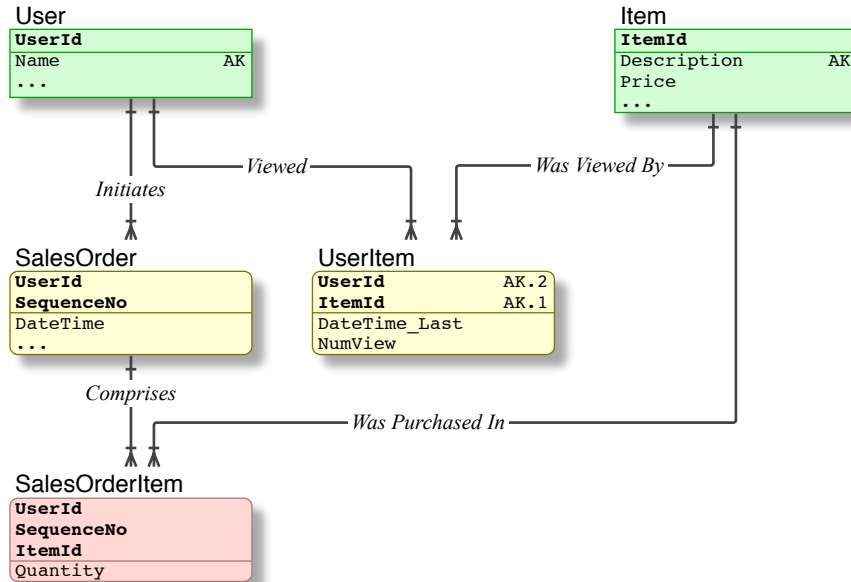 User
UserId
Name AK
...
Item
ItemId
Description AK
Price
...
Viewed
Was Viewed By
Initiates
SalesOrder
UserId
SequenceNo
DateTime
...
UserItem
UserId AK.2
ItemId AK.1
DateTime_Last
NumView
Comprises
Was Purchased In
SalesOrderItem
UserId
SequenceNo
ItemId
Quantity